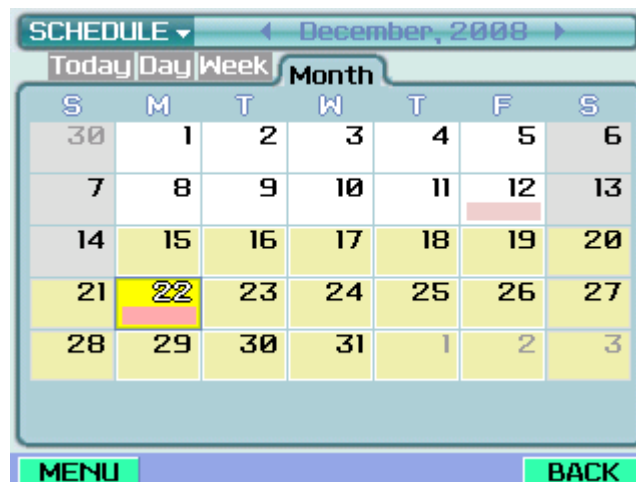 SCHEDULE December, 2008
Today Day Week Month
S M T W T F S
30 1 2 3 4 5 6
7 8 9 10 11 12 13
14 15 16 17 18 19 20
21 22 23 24 25 26 27
28 29 30 31 1 2 3
MENU BACK